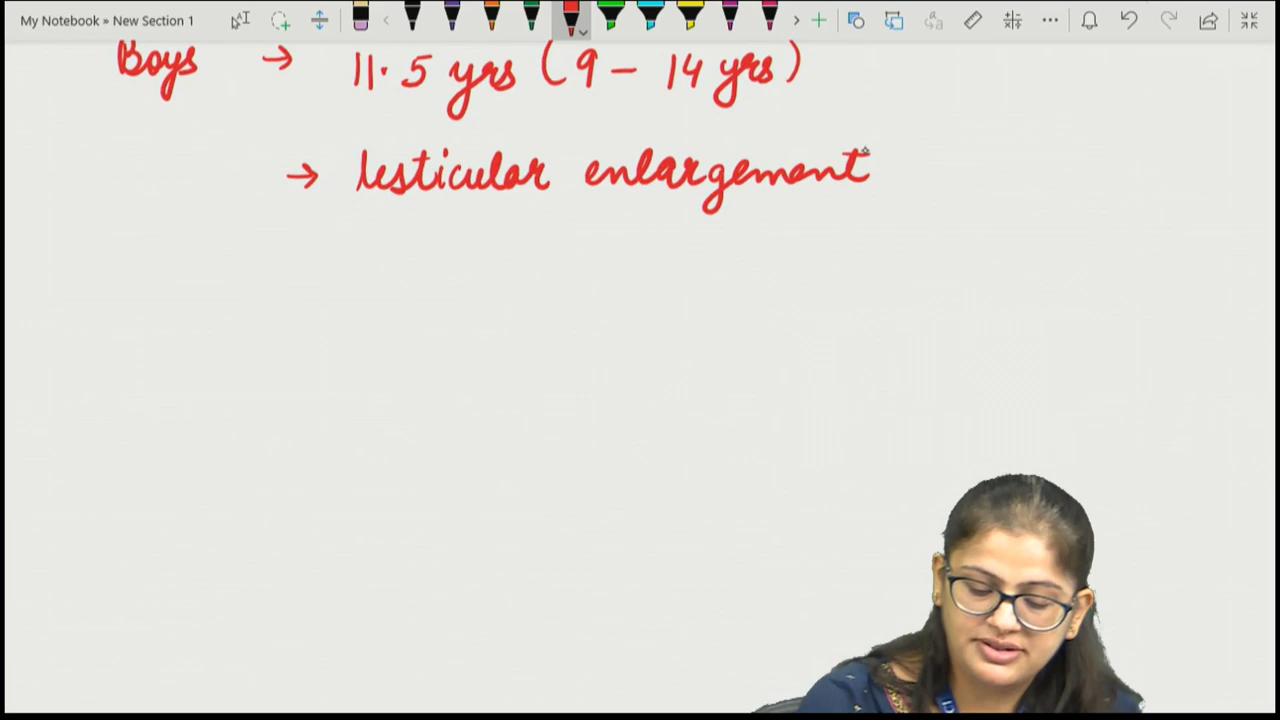 My Notebook » New Section 1
Boys → 11.5 yrs (9 – 14 yrs)
→ testicular enlargement